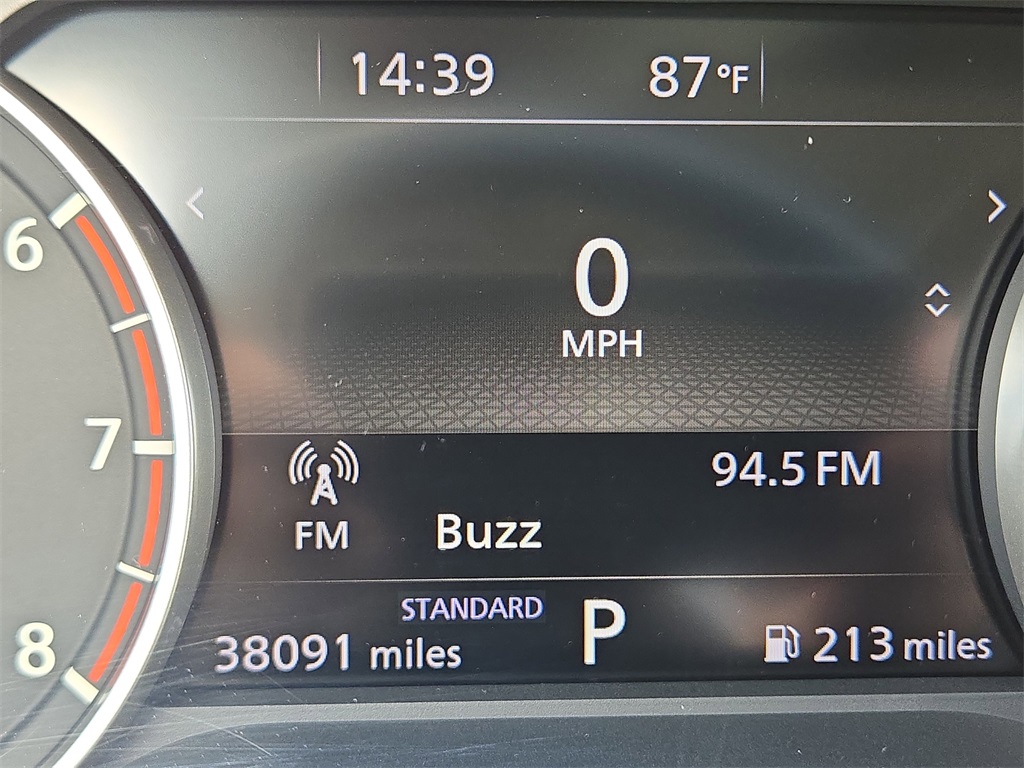 14:39 87°F
6
0
MPH
7
94.5 FM
FM Buzz
STANDARD
P
8
38091 miles 213 miles